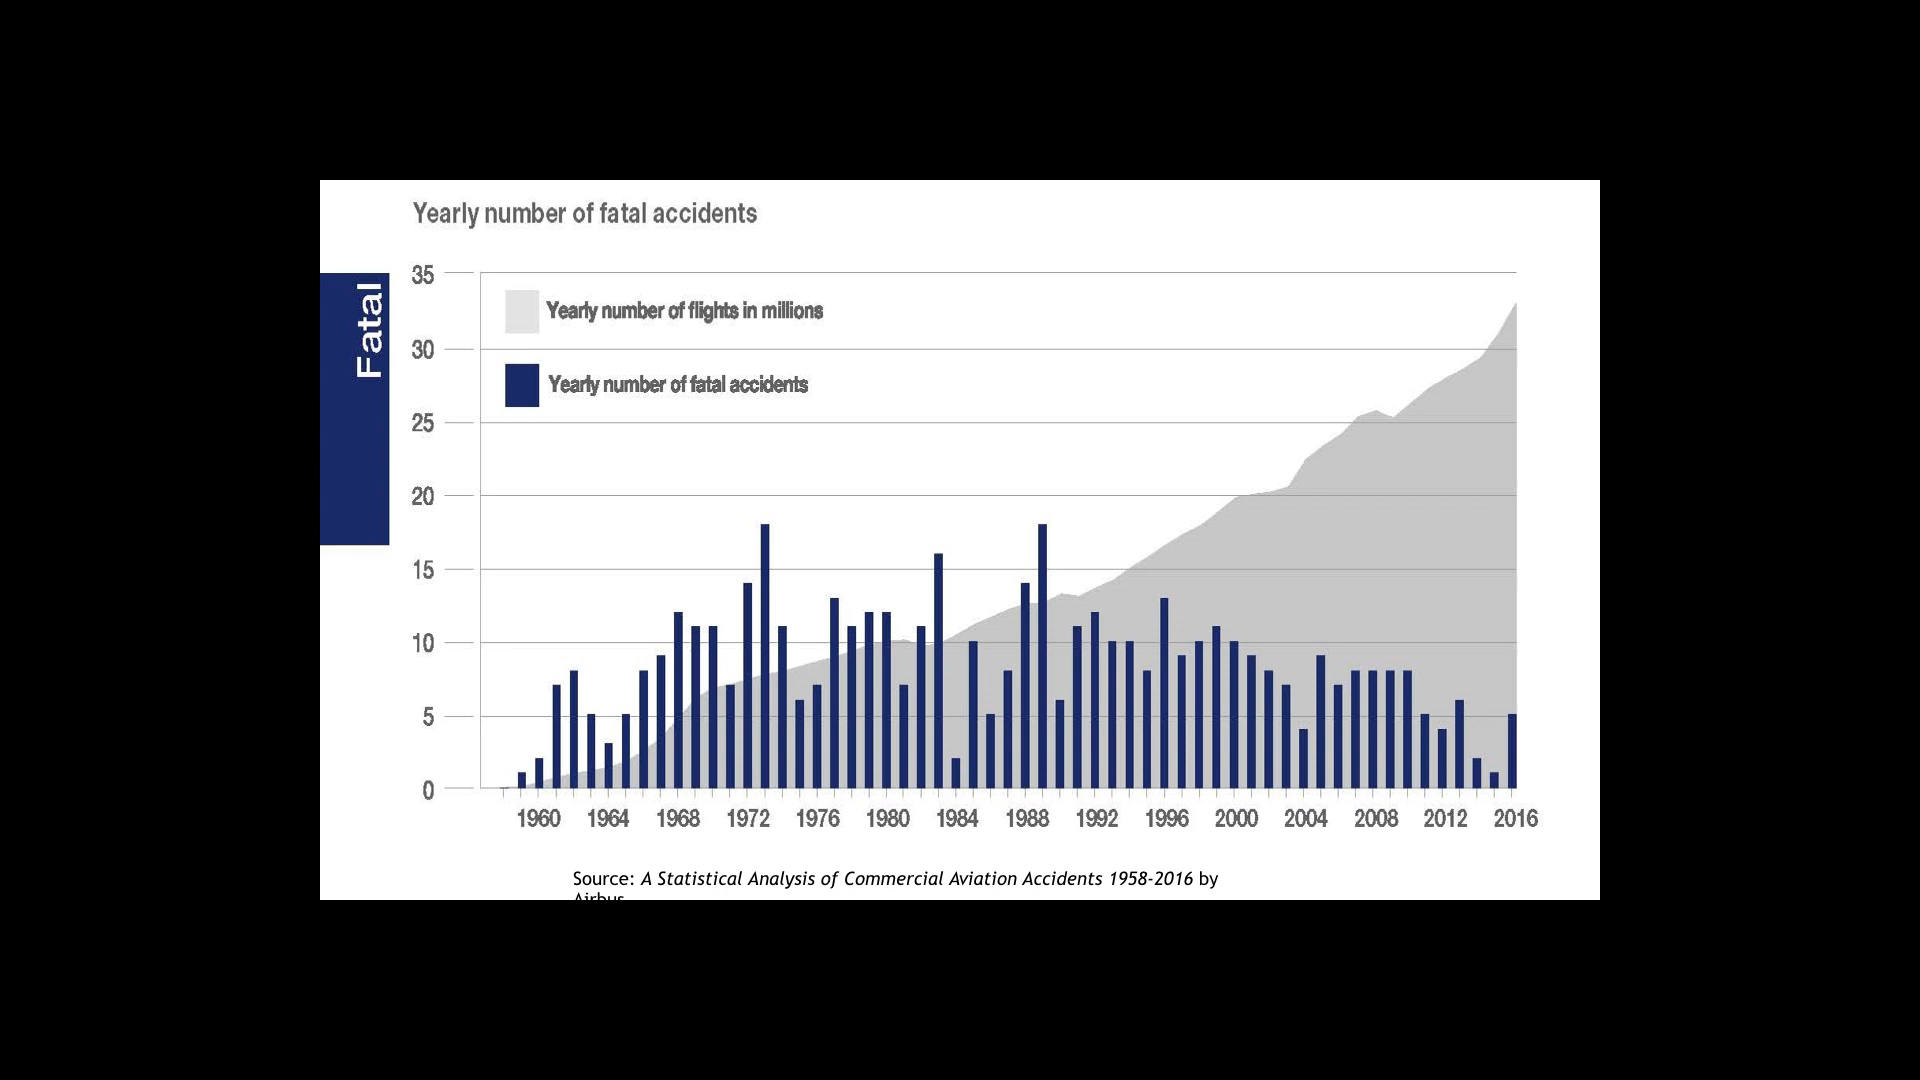 Yearly number of fatal accidents
Fatal
35
Yearly number of flights in millions
30
Yearly number of fatal accidents
25
20
15
10
5
0
1960 1964 1968 1972 1976 1980 1984 1988 1992 1996 2000 2004 2008 2012 2016
Source: A Statistical Analysis of Commercial Aviation Accidents 1958-2016 by
Airbus